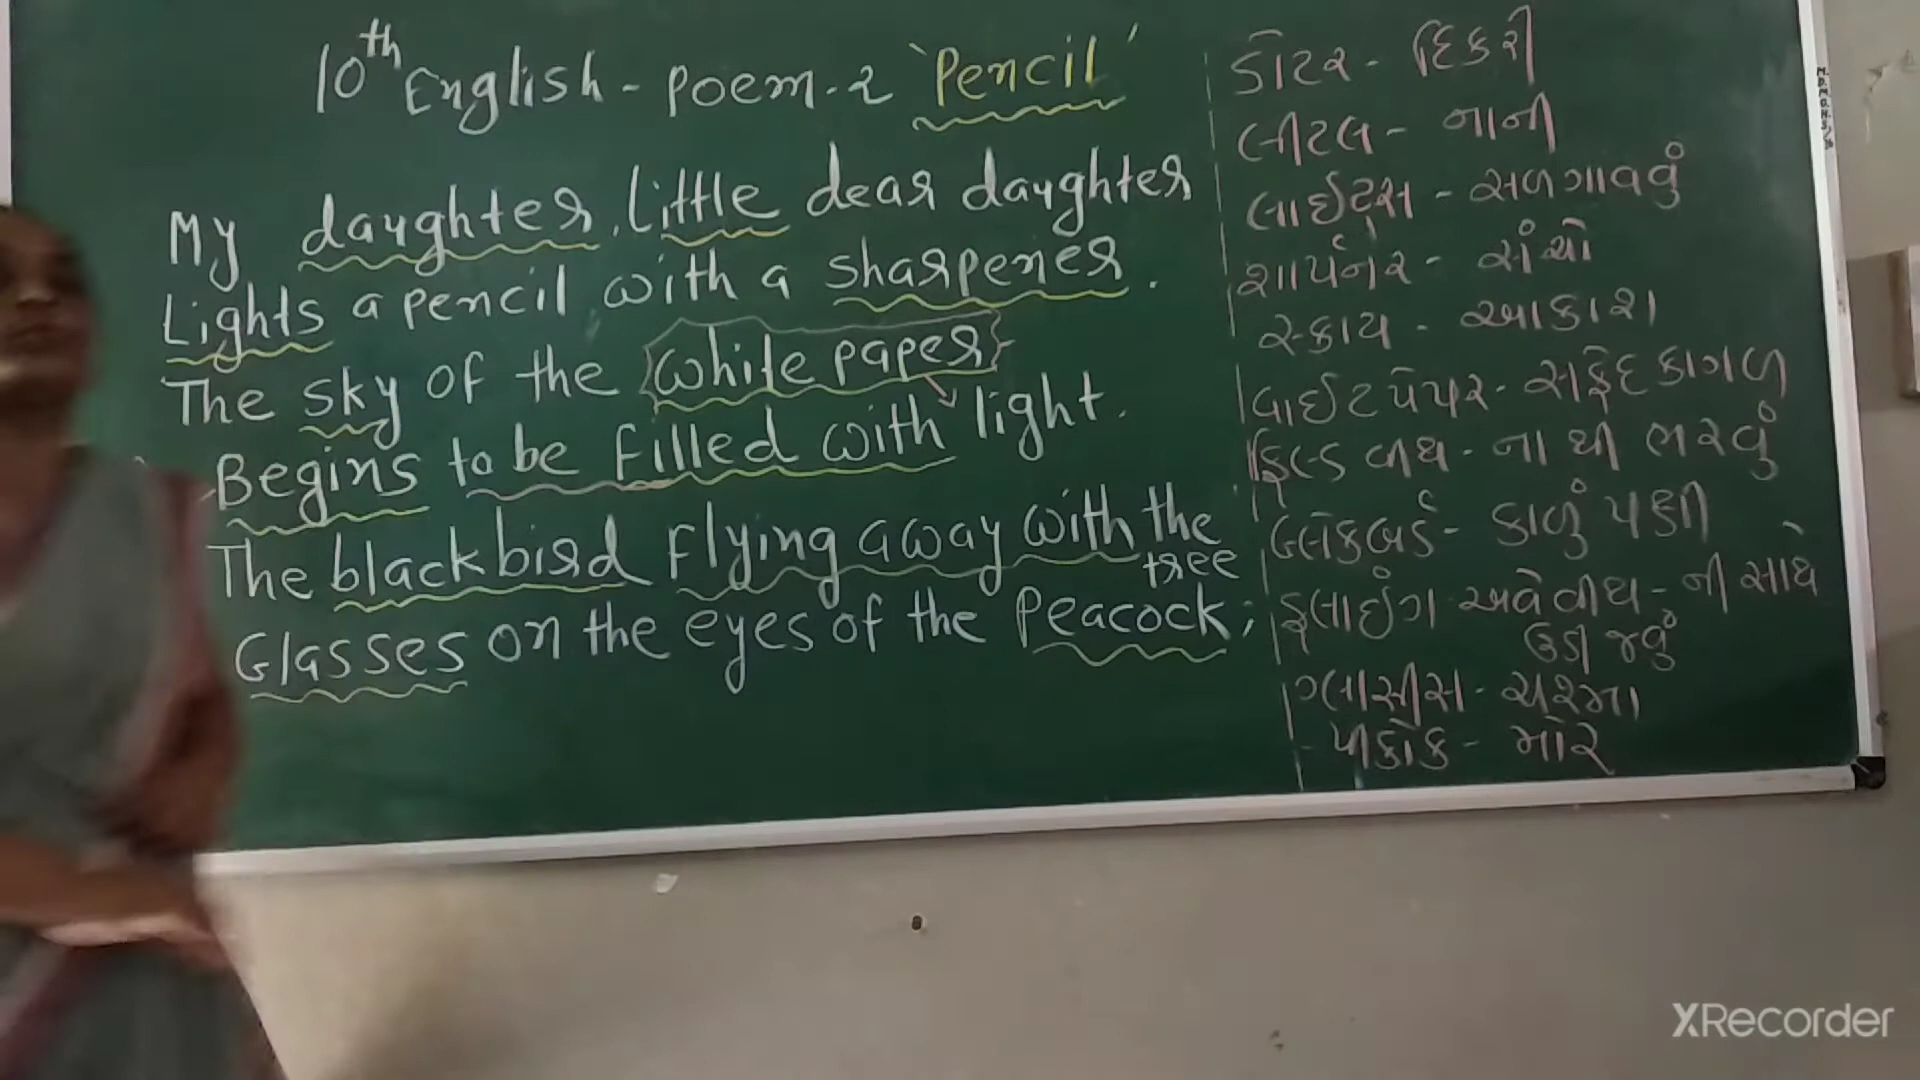 10th English - Poem-2 'Pencil'
My daughter, Little dear daughter
Lights a pencil with a sharpener.
The sky of the white paper
Begins to be filled with light.
The blackbird flying away with the tree
Glasses on the eyes of the Peacock;
ડૉટર - દિકરી
લીટલ - નાની
લાઈટ્સ - સળગાવવું
શાર્પનર - સંચો
સ્કાય - આકાશ
વાઈટ પેપર - સફેદ કાગળ
ફિલ્ડ વીથ - ના થી ભરવું
બ્લેકબર્ડ - કાળું પક્ષી
ફ્લાઇંગ અવે વીથ - ની સાથે
ઉડી જવું
ગ્લાસીસ - ચશ્મા
પીકોક - મોર
XRecorder